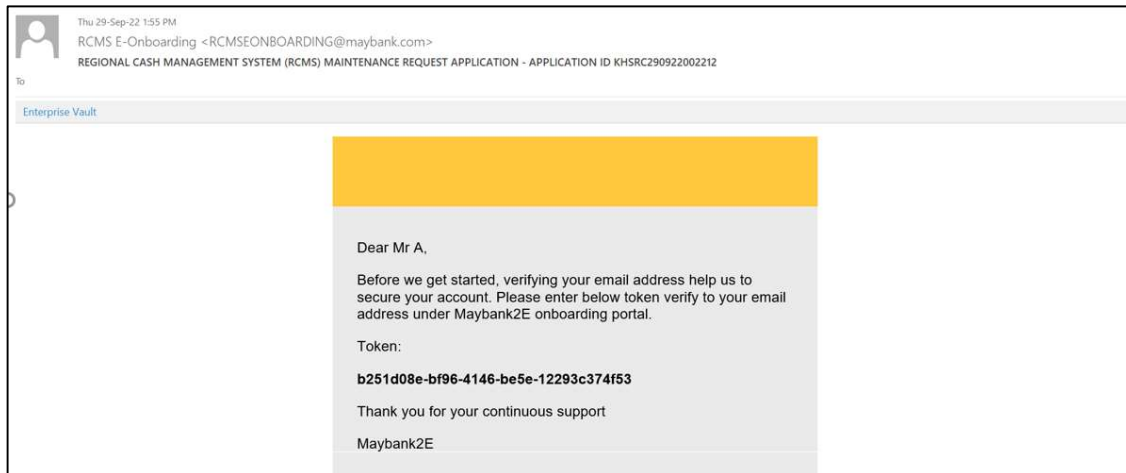 Thu 29-Sep-22 1:55 PM
RCMS E-Onboarding <RCMSEONBOARDING@maybank.com>
REGIONAL CASH MANAGEMENT SYSTEM (RCMS) MAINTENANCE REQUEST APPLICATION - APPLICATION ID KHSRC290922002212
To
Enterprise Vault
Dear Mr A,
Before we get started, verifying your email address help us to
secure your account. Please enter below token verify to your email
address under Maybank2E onboarding portal.
Token:
b251d08e-bf96-4146-be5e-12293c374f53
Thank you for your continuous support
Maybank2E